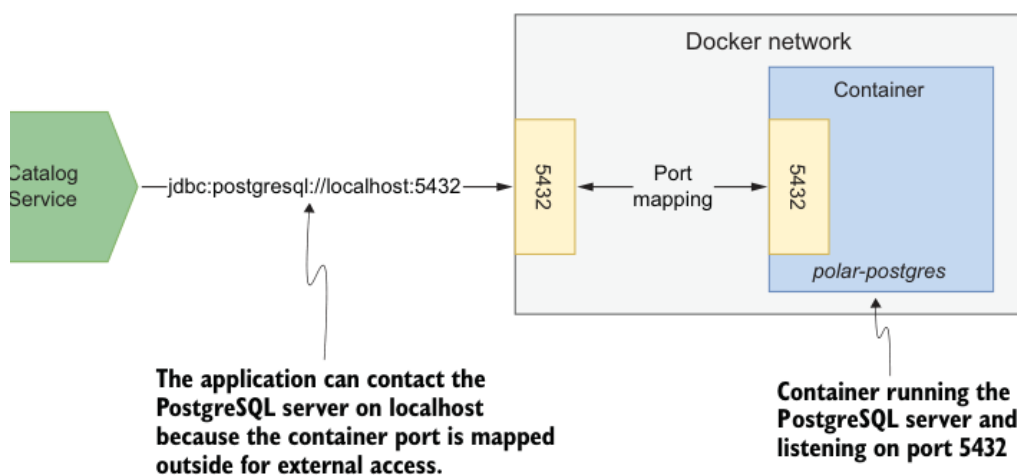 Docker network
Container
Catalog
Service
jdbc:postgresql://localhost:5432
5432
Port
mapping
5432
polar-postgres
The application can contact the
PostgreSQL server on localhost
because the container port is mapped
outside for external access.
Container running the
PostgreSQL server and
listening on port 5432